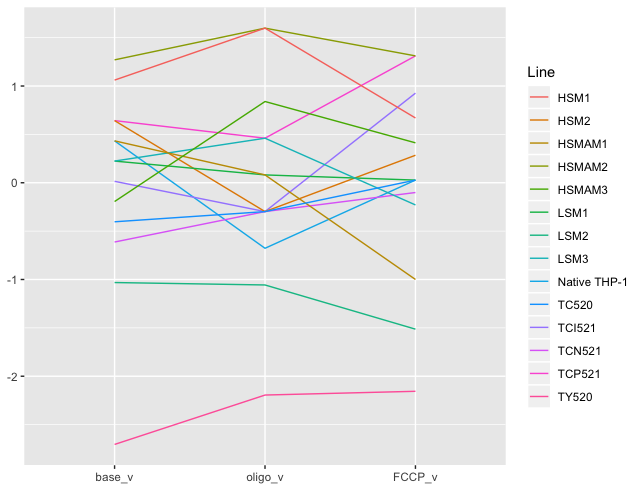 Line
HSM1
HSM2
HSMAM1
HSMAM2
HSMAM3
LSM1
LSM2
LSM3
Native THP-1
TC520
TCI521
TCN521
TCP521
TY520
1
0
-1
-2
base_v oligo_v FCCP_v